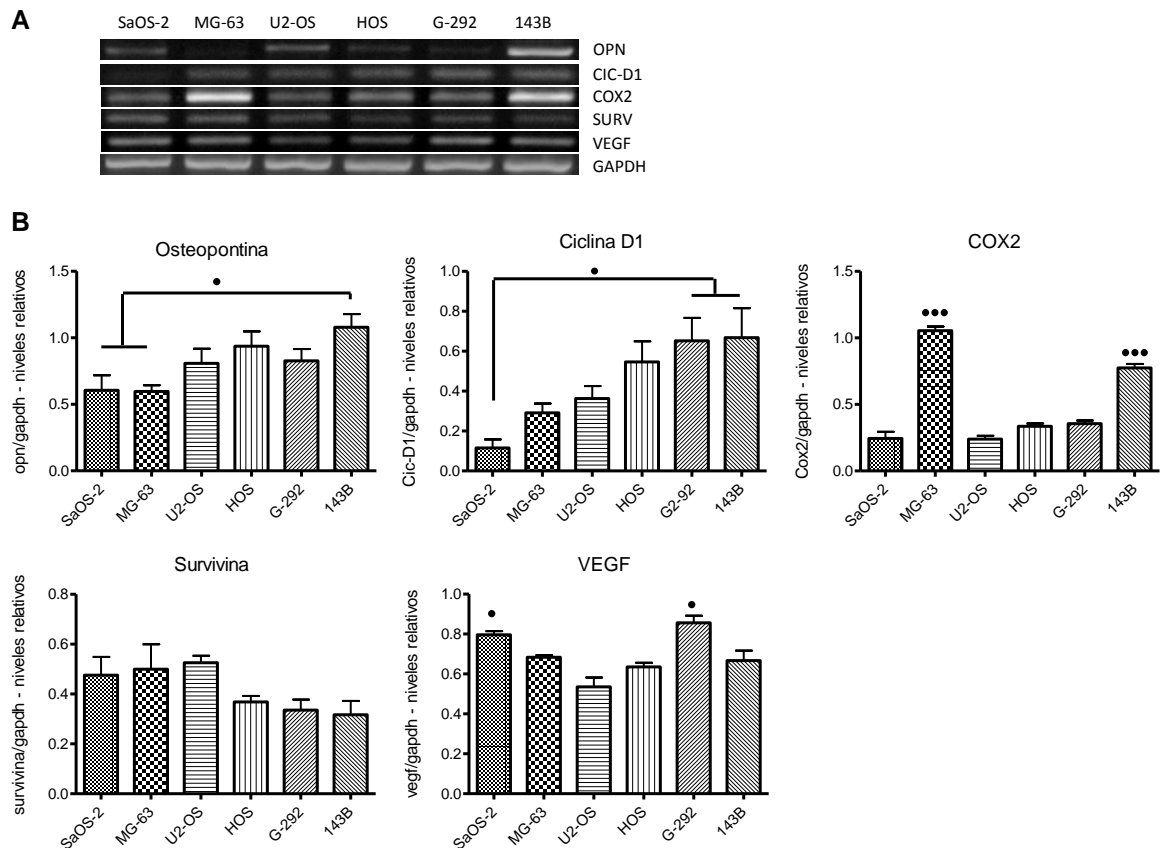 A
SaOS-2 MG-63 U2-OS HOS G-292 143B
OPN
CIC-D1
COX2
SURV
VEGF
GAPDH
B
Osteopontina
opn/gapdh - niveles relativos
1.5
1.0
0.5
0.0
SaOS-2 MG-63 U2-OS HOS G-292 143B
Ciclina D1
Cic-D1/gapdh - niveles relativos
1.0
0.8
0.6
0.4
0.2
0.0
SaOS-2 MG-63 U2-OS HOS G2-92 143B
COX2
Cox2/gapdh - niveles relativos
1.5
1.0
0.5
0.0
SaOS-2 MG-63 U2-OS HOS G-292 143B
Survivina
survivina/gapdh - niveles relativos
0.8
0.6
0.4
0.2
0.0
SaOS-2 MG-63 U2-OS HOS G-292 143B
VEGF
vegf/gapdh - niveles relativos
1.0
0.8
0.6
0.4
0.2
0.0
SaOS-2 MG-63 U2-OS HOS G-292 143B